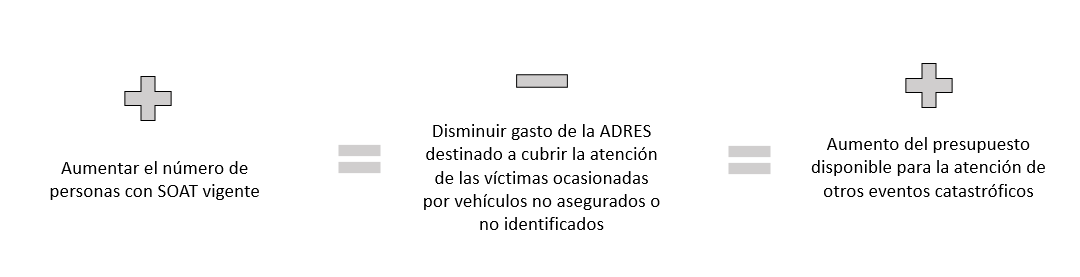 Aumentar el número de
personas con SOAT vigente
Disminuir gasto de la ADRES
destinado a cubrir la atención
de las víctimas ocasionadas
por vehículos no asegurados o
no identificados
Aumento del presupuesto
disponible para la atención de
otros eventos catastróficos